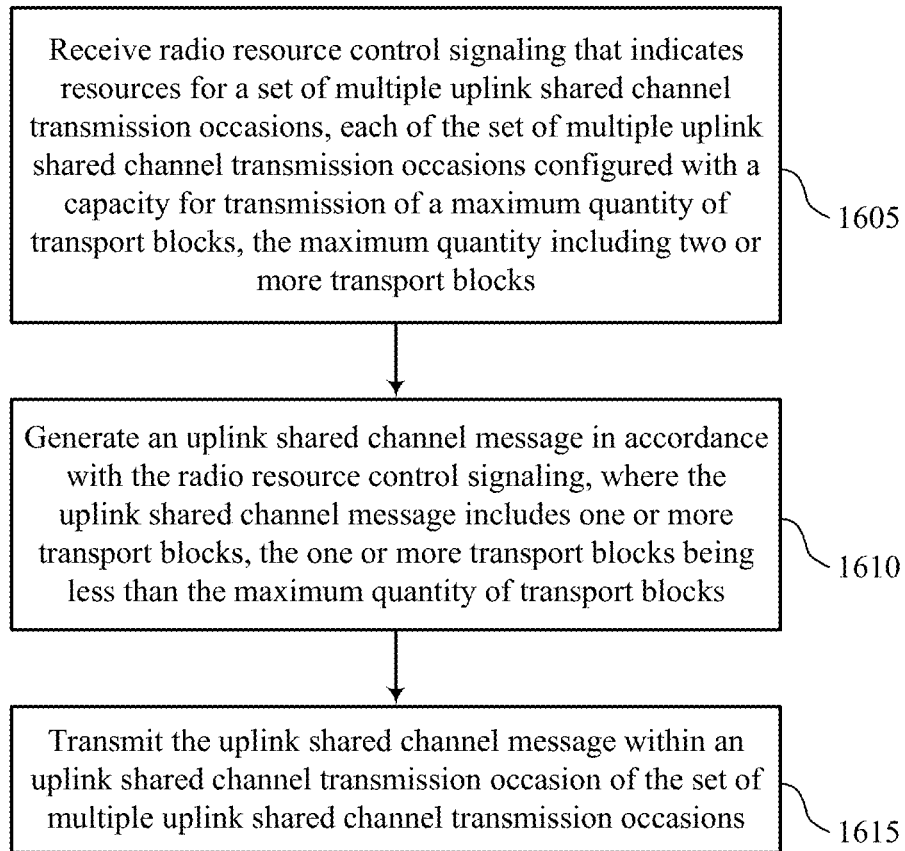 Receive radio resource control signaling that indicates
resources for a set of multiple uplink shared channel
transmission occasions, each of the set of multiple uplink
shared channel transmission occasions configured with a
capacity for transmission of a maximum quantity of
transport blocks, the maximum quantity including two or
more transport blocks
1605
Generate an uplink shared channel message in accordance
with the radio resource control signaling, where the
uplink shared channel message includes one or more
transport blocks, the one or more transport blocks being
less than the maximum quantity of transport blocks
1610
Transmit the uplink shared channel message within an
uplink shared channel transmission occasion of the set of
multiple uplink shared channel transmission occasions
1615